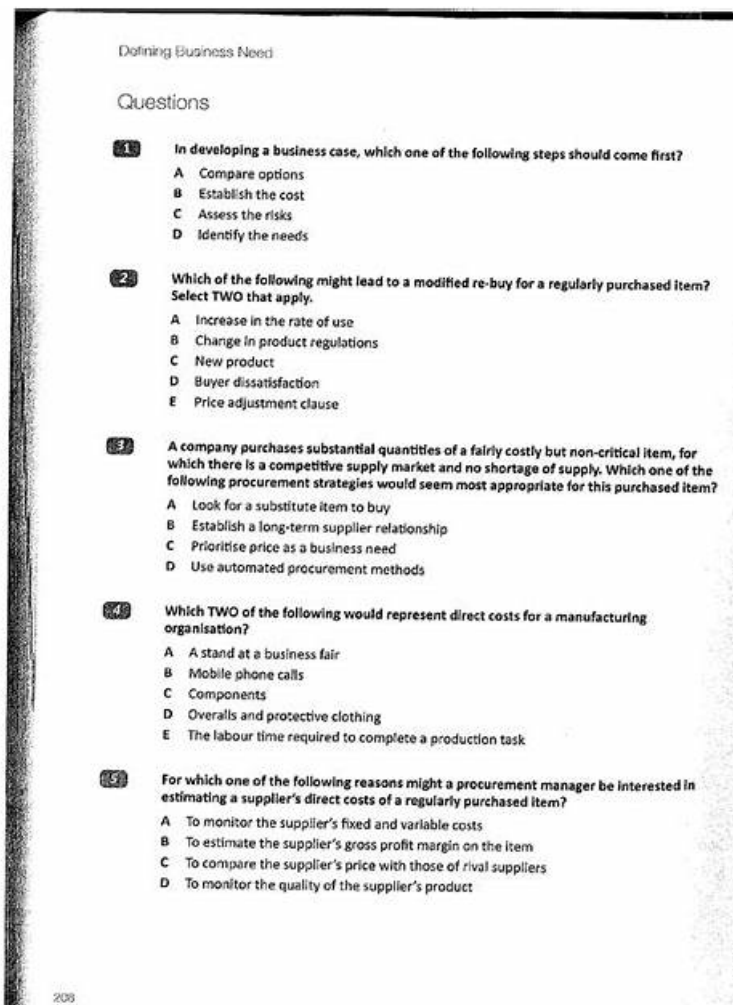 Defining Business Need
Questions
1 In developing a business case, which one of the following steps should come first?
A Compare options
B Establish the cost
C Assess the risks
D Identify the needs
2 Which of the following might lead to a modified re-buy for a regularly purchased item?
Select TWO that apply.
A Increase in the rate of use
B Change in product regulations
C New product
D Buyer dissatisfaction
E Price adjustment clause
3 A company purchases substantial quantities of a fairly costly but non-critical item, for
which there is a competitive supply market and no shortage of supply. Which one of the
following procurement strategies would seem most appropriate for this purchased item?
A Look for a substitute item to buy
B Establish a long-term supplier relationship
C Prioritise price as a business need
D Use automated procurement methods
4 Which TWO of the following would represent direct costs for a manufacturing
organisation?
A A stand at a business fair
B Mobile phone calls
C Components
D Overalls and protective clothing
E The labour time required to complete a production task
5 For which one of the following reasons might a procurement manager be interested in
estimating a supplier's direct costs of a regularly purchased item?
A To monitor the supplier's fixed and variable costs
B To estimate the supplier's gross profit margin on the item
C To compare the supplier's price with those of rival suppliers
D To monitor the quality of the supplier's product
208